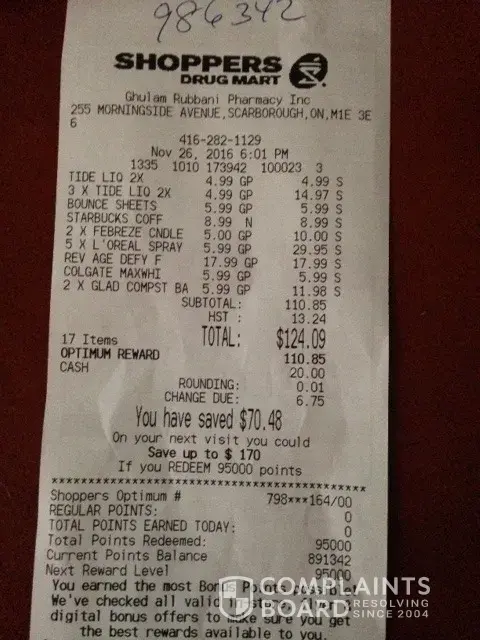 986342
SHOPPERS
DRUG MART
Ghulam Rubbani Pharmacy Inc
255 MORNINGSIDE AVENUE,SCARBOROUGH,ON,M1E 3E
6
416-282-1129
Nov 26, 2016 6:01 PM
1335 1010 173942 100023 3
TIDE LIQ 2X 4.99 GP 4.99 S
3 X TIDE LIQ 2X 4.99 GP 14.97 S
BOUNCE SHEETS 5.99 GP 5.99 S
STARBUCKS COFF 8.99 N 8.99 S
2 X FEBREZE CNDLE 5.00 GP 10.00 S
5 X L'OREAL SPRAY 5.99 GP 29.95 S
REV AGE DEFY F 17.99 GP 17.99 S
COLGATE MAXWHI 5.99 GP 5.99 S
2 X GLAD COMPST BA 5.99 GP 11.98 S
SUBTOTAL: 110.85
HST : 13.24
17 Items TOTAL: $124.09
OPTIMUM REWARD 110.85
CASH 20.00
ROUNDING: 0.01
CHANGE DUE: 6.75
You have saved $70.48
On your next visit you could
Save up to $ 170
If you REDEEM 95000 points
********************************************
Shoppers Optimum # 798***164/00
REGULAR POINTS: 0
TOTAL POINTS EARNED TODAY: 0
Total Points Redeemed: 95000
Current Points Balance 891342
Next Reward Level 95000
You earned the most Bonus Points
We've checked all valid
digital bonus offers to make sure you get
the best rewards available to you.
COMPLAINTS
BOARD RESOLVING
SINCE 2004